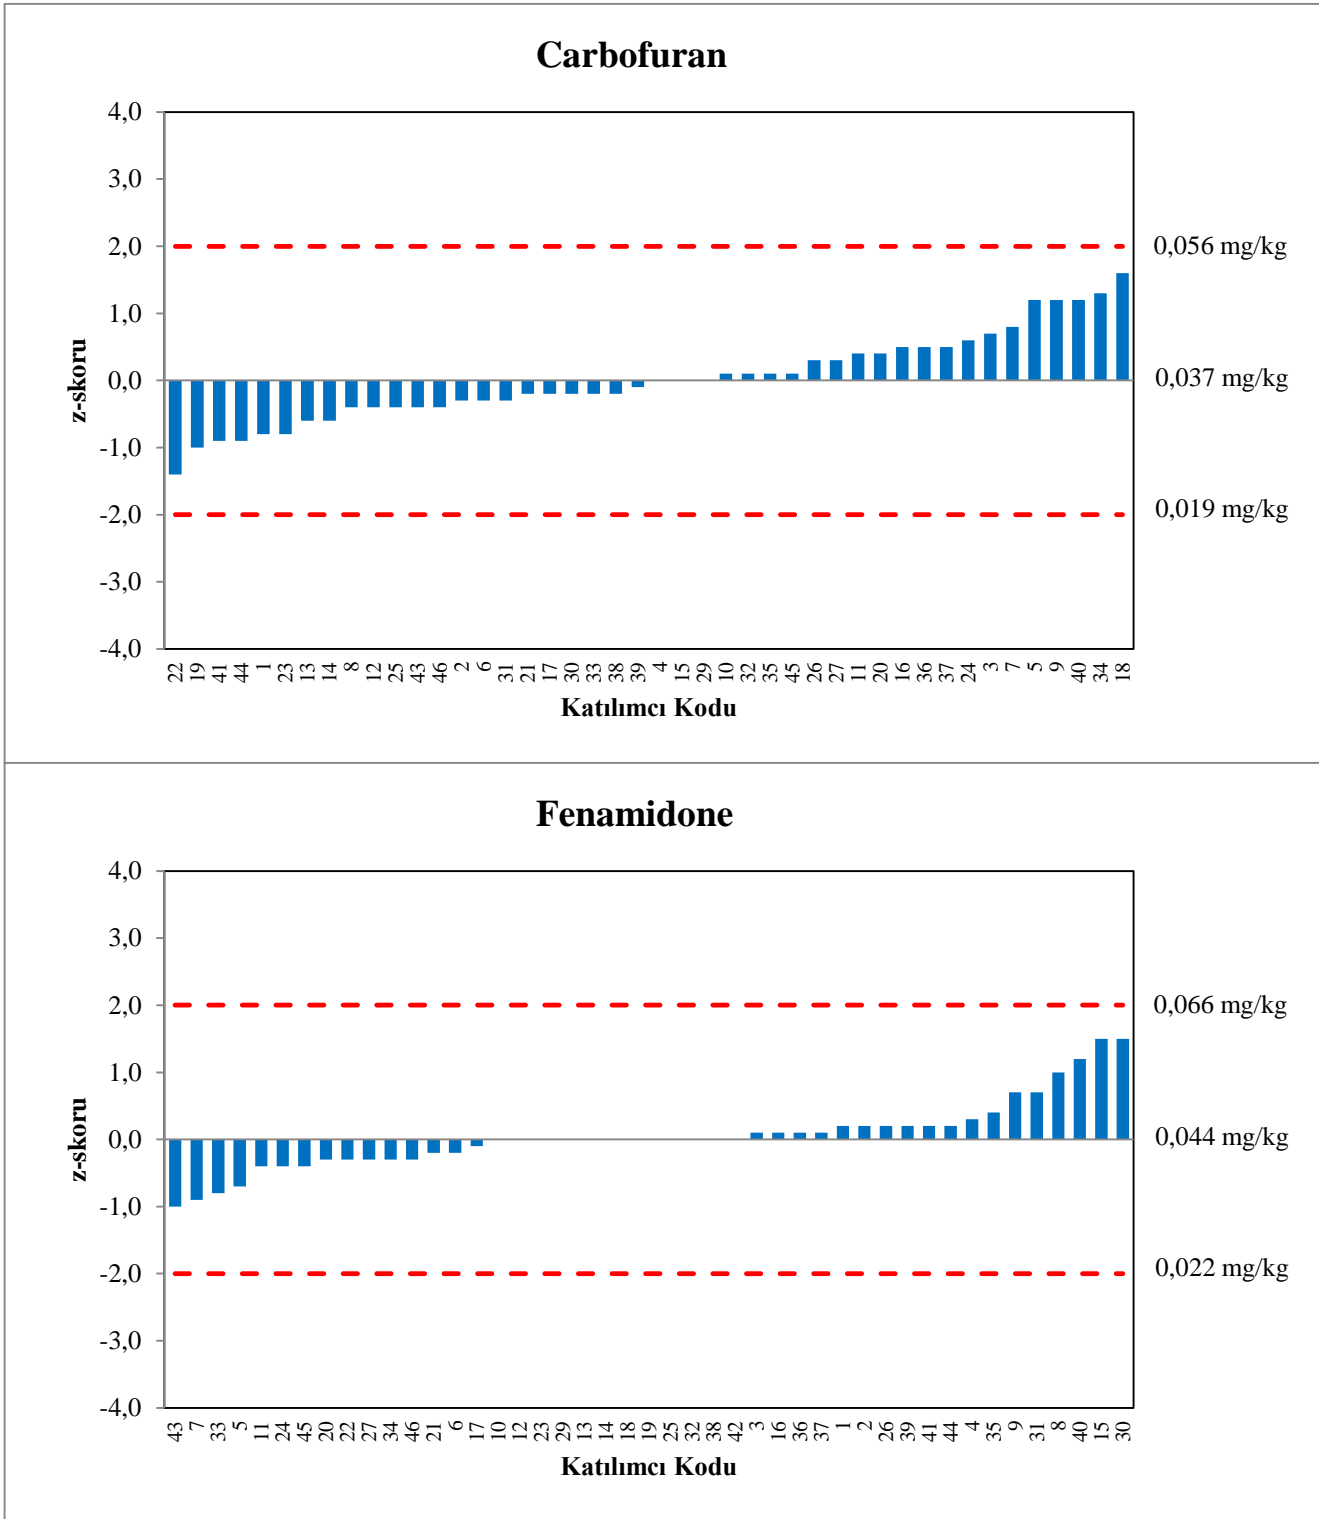 Carbofuran
4,0
3,0
2,0
1,0
0,0
-1,0
-2,0
-3,0
-4,0
z-skoru
0,056 mg/kg
0,037 mg/kg
0,019 mg/kg
22 19 41 44 1 23 13 14 8 12 25 43 46 2 6 31 21 17 30 33 38 39 4 15 29 10 32 35 45 26 27 11 20 16 36 37 24 3 7 5 9 40 34 18
Katılımcı Kodu
Fenamidone
4,0
3,0
2,0
1,0
0,0
-1,0
-2,0
-3,0
-4,0
z-skoru
0,066 mg/kg
0,044 mg/kg
0,022 mg/kg
43 7 33 5 11 24 45 20 22 27 34 46 21 6 17 10 12 23 29 13 14 18 19 25 32 38 42 3 16 36 37 1 2 26 39 41 44 4 35 9 31 8 40 15 30
Katılımcı Kodu